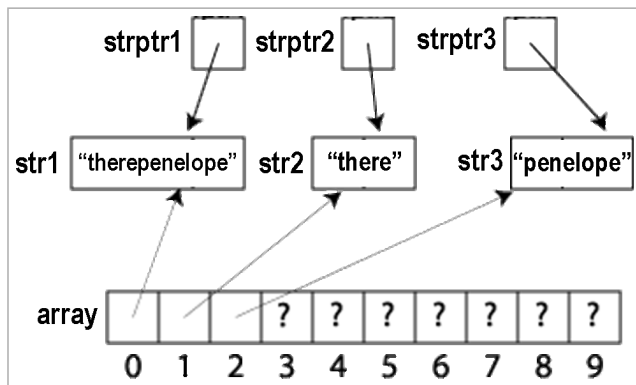 strptr1 strptr2 strptr3
str1 "therepenelope" str2 "there" str3 "penelope"
array ? ? ? ? ? ? ?
0 1 2 3 4 5 6 7 8 9